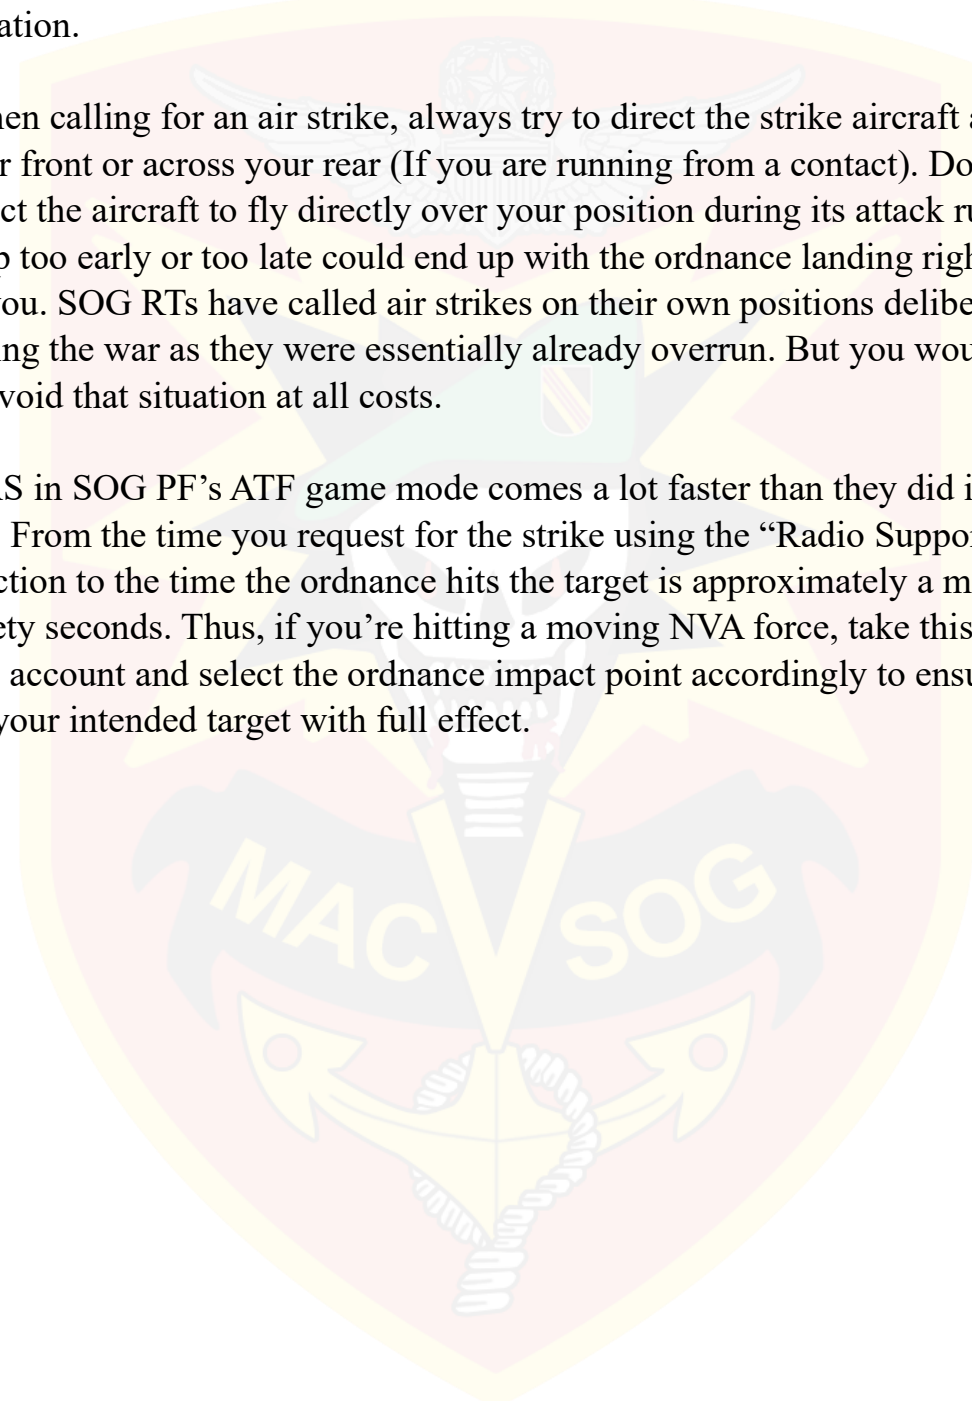 ation.
hen calling for an air strike, always try to direct the strike aircraft a
r front or across your rear (If you are running from a contact). Do
ct the aircraft to fly directly over your position during its attack ru
p too early or too late could end up with the ordnance landing righ
you. SOG RTs have called air strikes on their own positions delibe
ing the war as they were essentially already overrun. But you wou
void that situation at all costs.
AS in SOG PF’s ATF game mode comes a lot faster than they did i
. From the time you request for the strike using the “Radio Suppor
ction to the time the ordnance hits the target is approximately a m
ety seconds. Thus, if you’re hitting a moving NVA force, take this
account and select the ordnance impact point accordingly to ensu
your intended target with full effect.
MAC V SOG